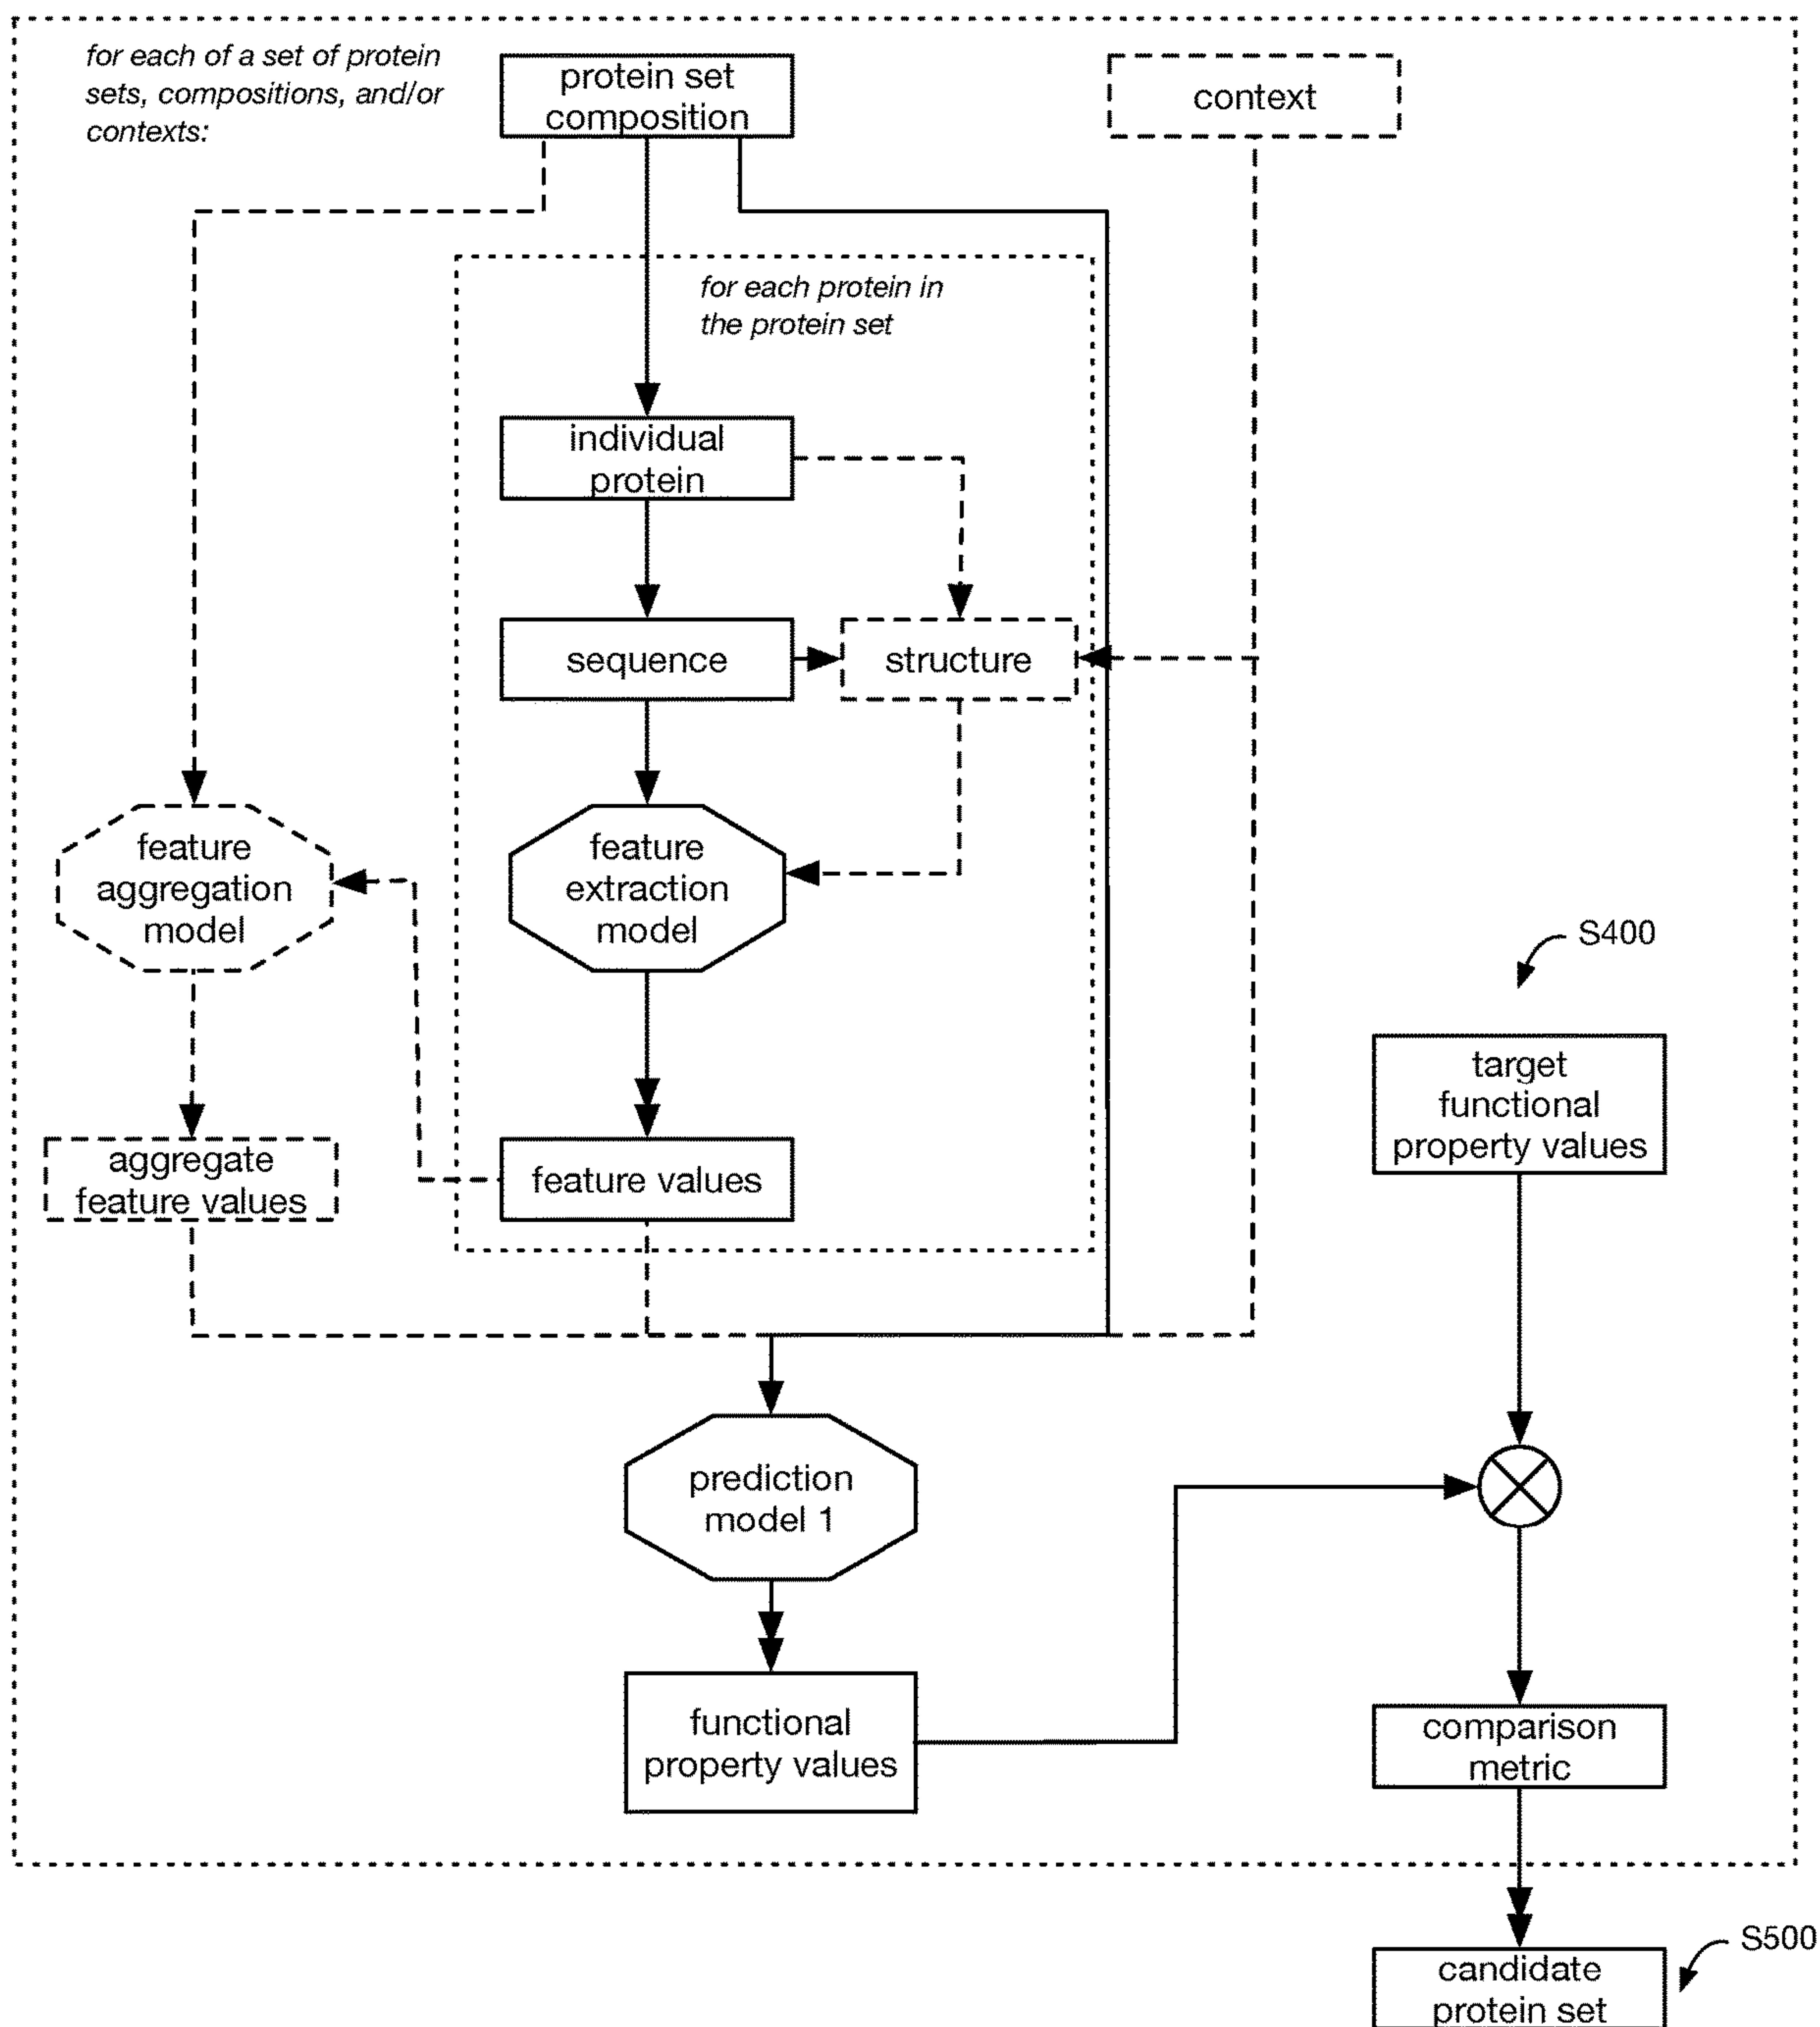 for each of a set of protein
sets, compositions, and/or
contexts:
protein set
composition
context
for each protein in
the protein set
individual
protein
sequence
structure
feature
aggregation
model
feature
extraction
model
S400
target
functional
property values
aggregate
feature values
feature values
prediction
model 1
functional
property values
comparison
metric
S500
candidate
protein set